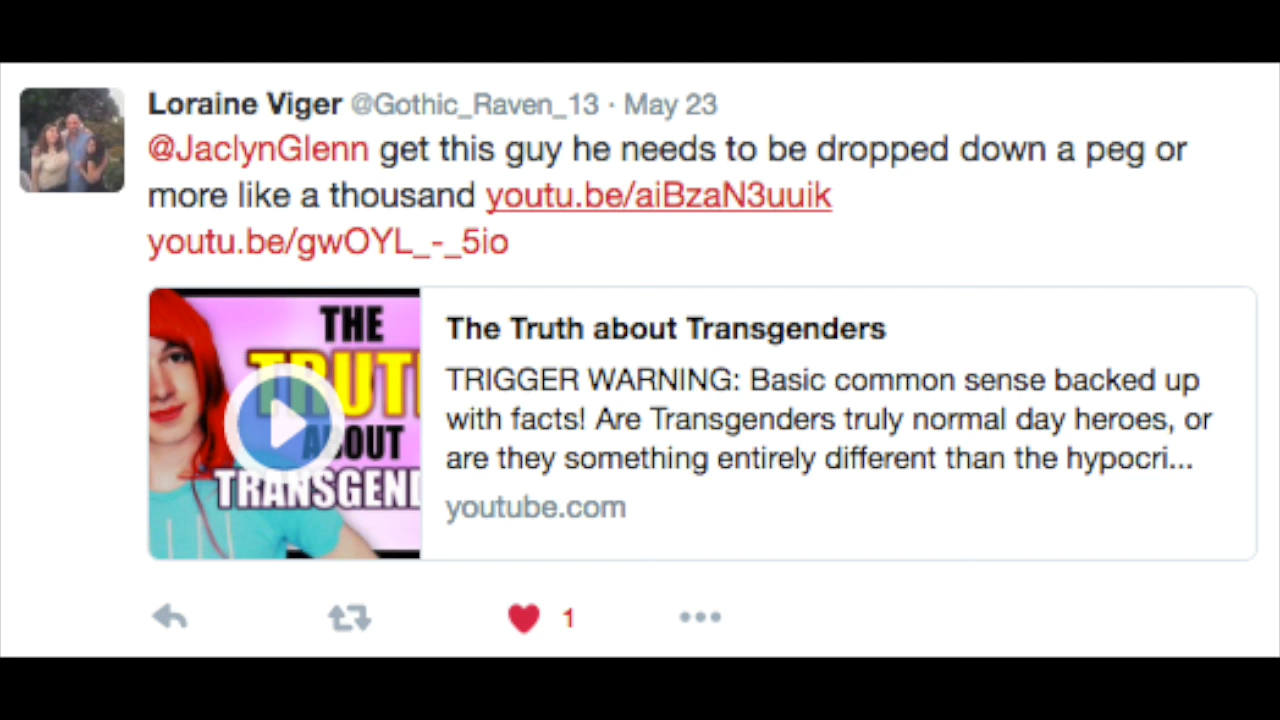 Loraine Viger @Gothic_Raven_13 · May 23
@JaclynGlenn get this guy he needs to be dropped down a peg or
more like a thousand youtu.be/aiBzaN3uuik
youtu.be/gwOYL_-_5io
THE
TRUT
ABOUT
TRANSGEN
The Truth about Transgenders
TRIGGER WARNING: Basic common sense backed up
with facts! Are Transgenders truly normal day heroes, or
are they something entirely different than the hypocri...
youtube.com
1